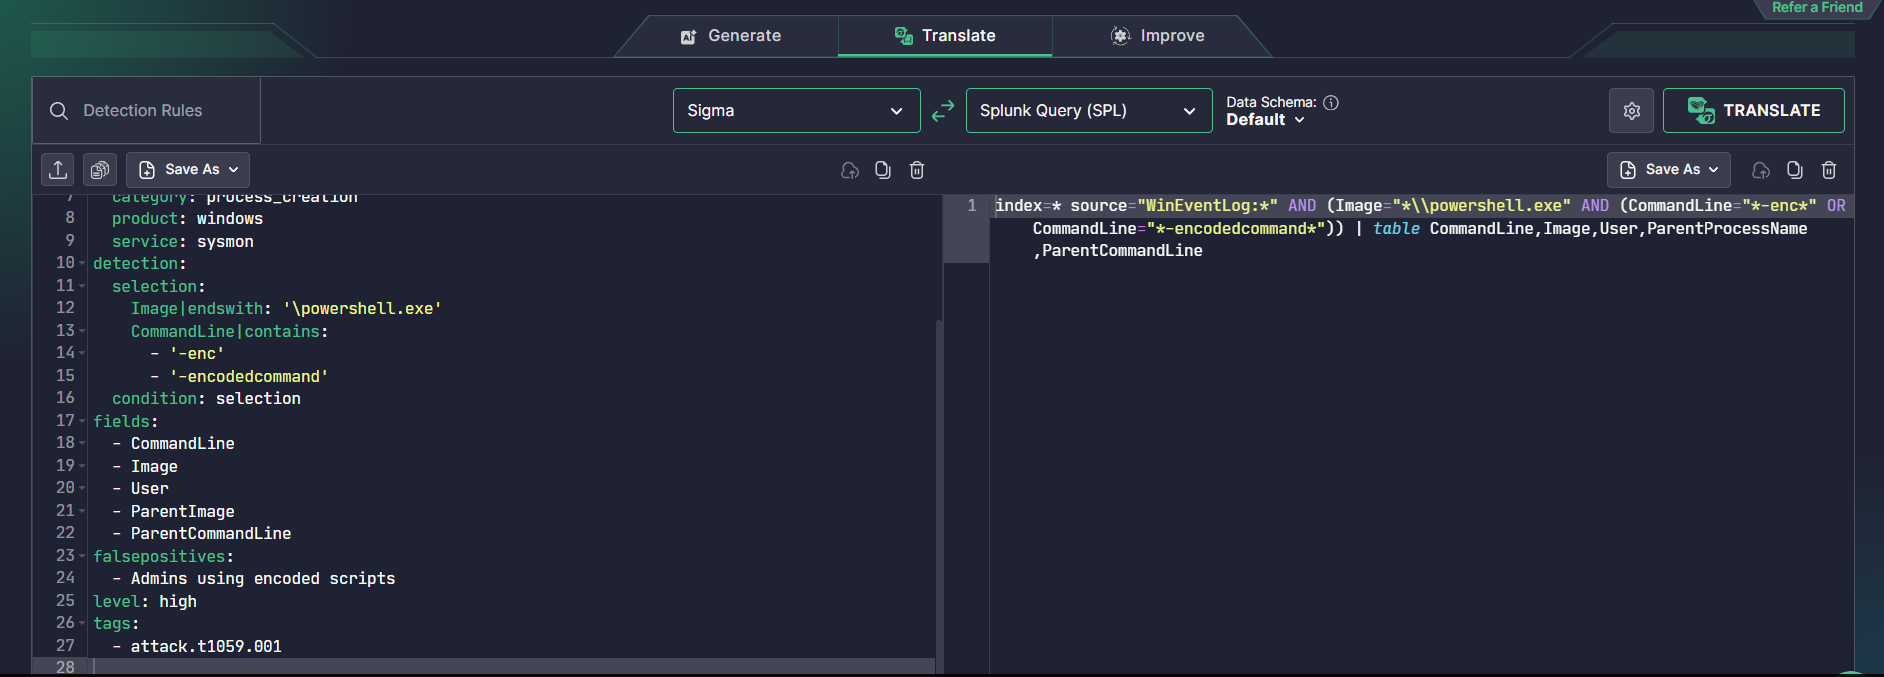 Refer a Friend
Generate
Translate
Improve
Detection Rules
Sigma
Splunk Query (SPL)
Data Schema:
Default
TRANSLATE
Save As
Save As
7 category: process_creation
8 product: windows
9 service: sysmon
10 detection:
11 selection:
12 Image|endswith: '\powershell.exe'
13 CommandLine|contains:
14 - '-enc'
15 - '-encodedcommand'
16 condition: selection
17 fields:
18 - CommandLine
19 - Image
20 - User
21 - ParentImage
22 - ParentCommandLine
23 falsepositives:
24 - Admins using encoded scripts
25 level: high
26 tags:
27 - attack.t1059.001
28
1 index=* source="WinEventLog:*" AND (Image="*\\powershell.exe" AND (CommandLine="*-enc*" OR
CommandLine="*-encodedcommand*")) | table CommandLine,Image,User,ParentProcessName
,ParentCommandLine